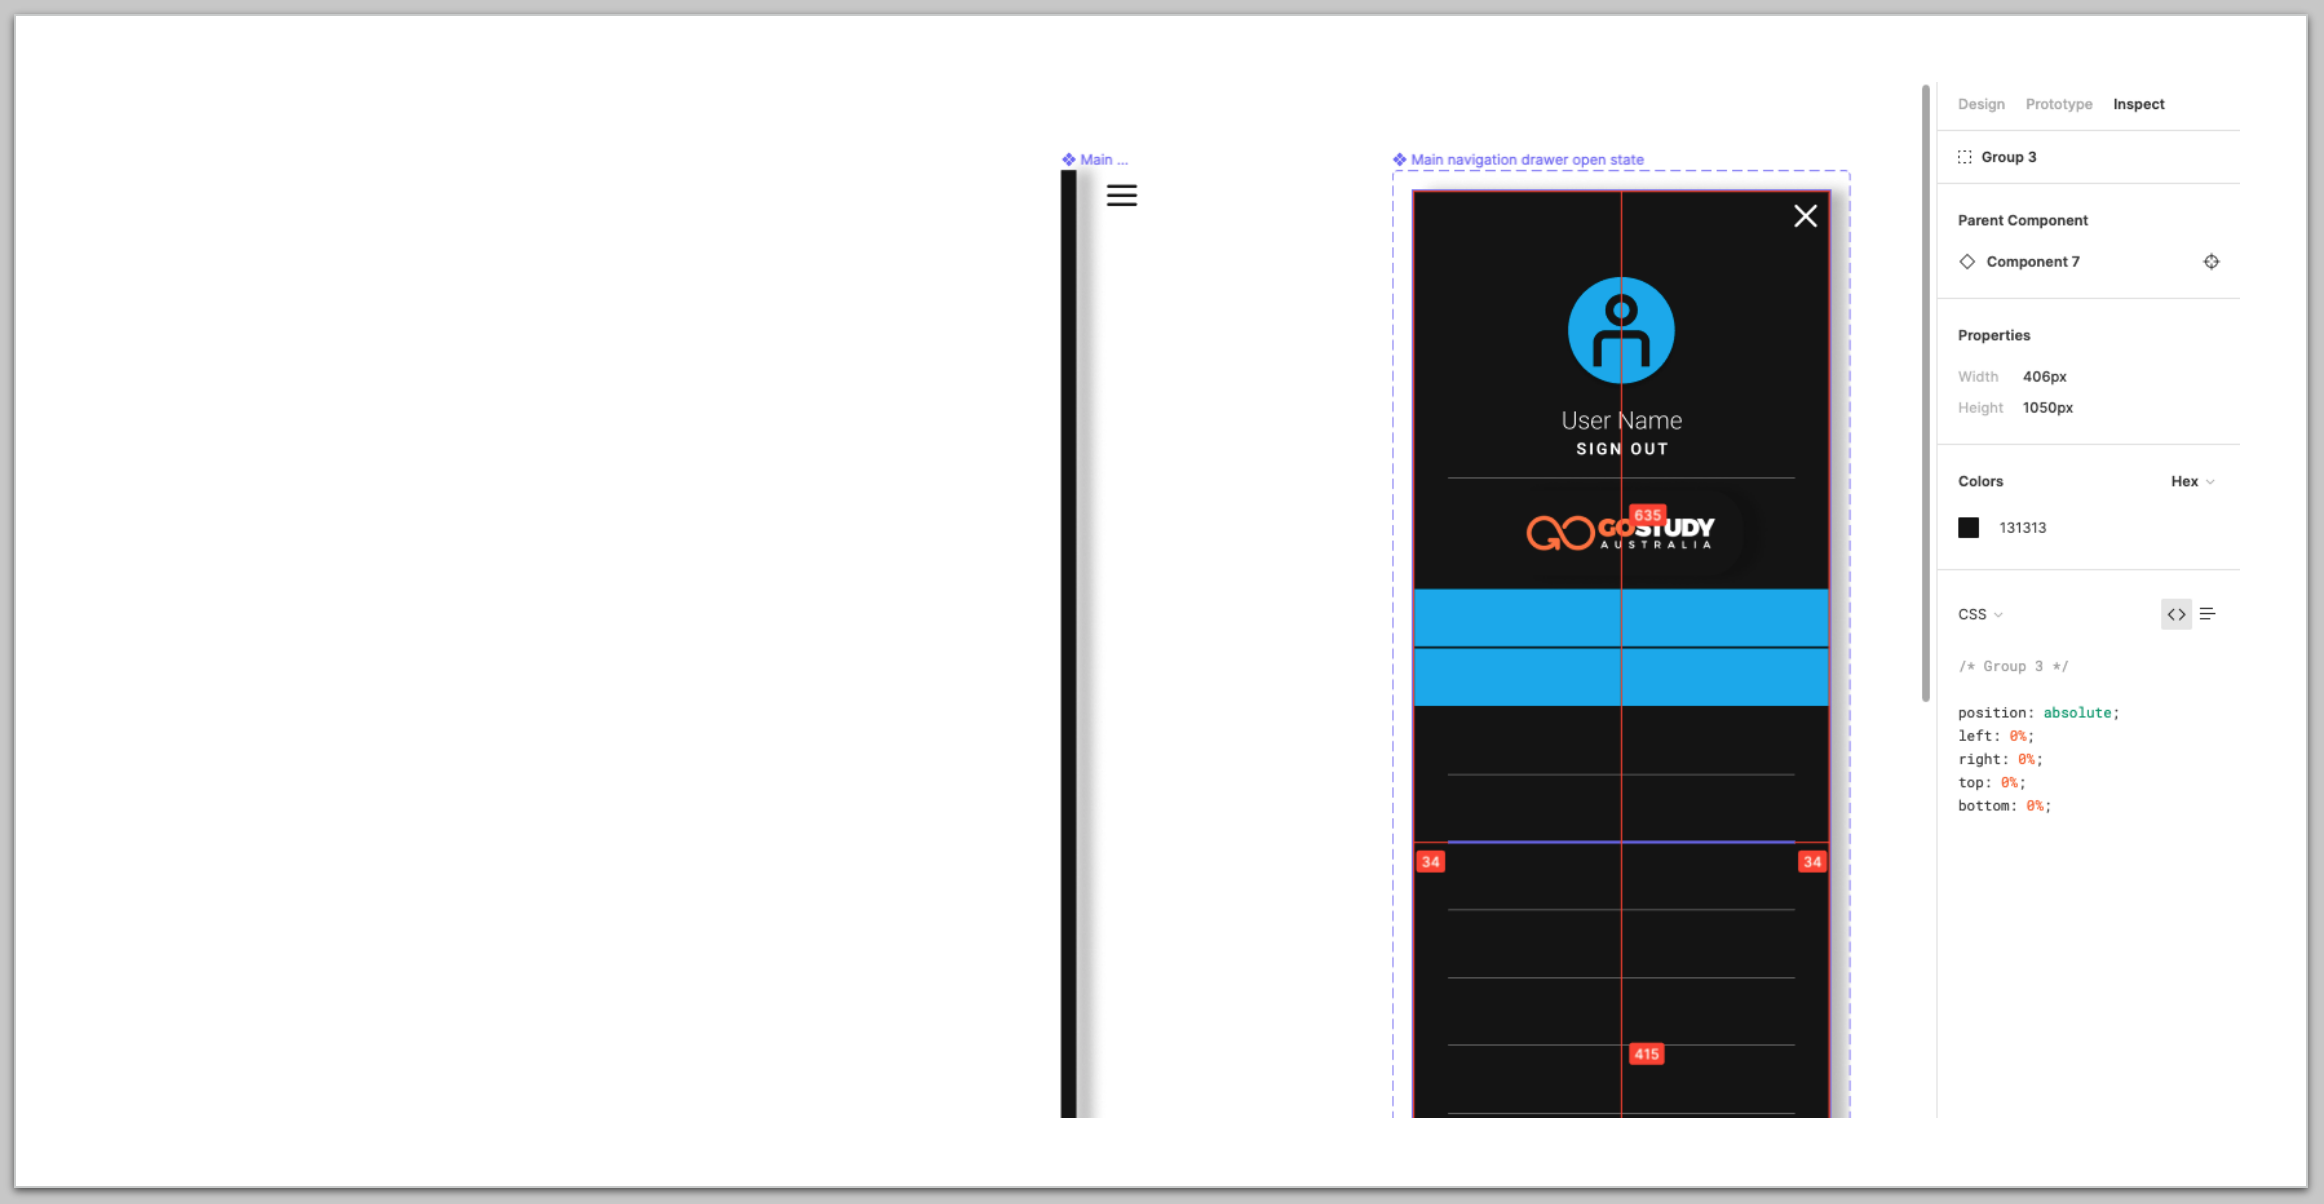 Main ...
Main navigation drawer open state
User Name
SIGN OUT
635
GOSTUDY
AUSTRALIA
34
34
415
Design Prototype Inspect
Group 3
Parent Component
Component 7
Properties
Width 406px
Height 1050px
Colors Hex
131313
CSS
/* Group 3 */
position: absolute;
left: 0%;
right: 0%;
top: 0%;
bottom: 0%;